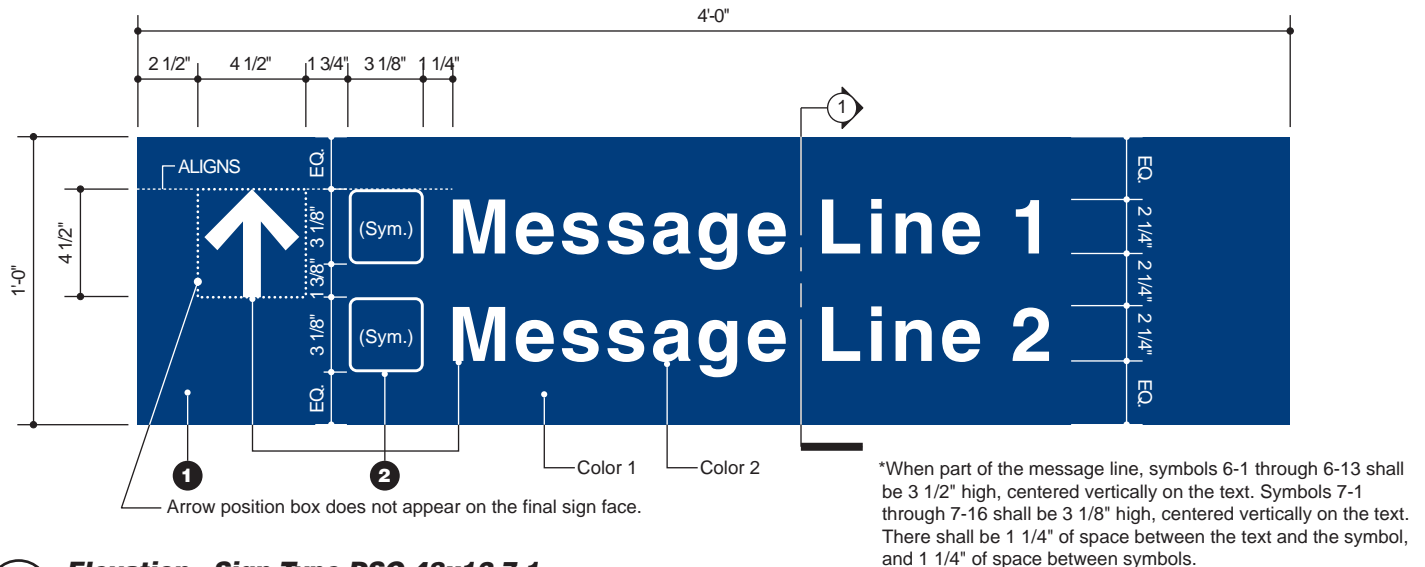 4'-0"
2 1/2" 4 1/2" 1 3/4" 3 1/8" 1 1/4"
1
ALIGNS
EQ.
EQ.
1'-0"
4 1/2"
3 1/8"
(Sym.)
Message Line 1
2 1/4"
1 3/8"
2 1/4"
3 1/8"
(Sym.)
Message Line 2
2 1/4"
EQ.
EQ.
1
2
Color 1
Color 2
Arrow position box does not appear on the final sign face.
*When part of the message line, symbols 6-1 through 6-13 shall
be 3 1/2" high, centered vertically on the text. Symbols 7-1
through 7-16 shall be 3 1/8" high, centered vertically on the text.
There shall be 1 1/4" of space between the text and the symbol,
and 1 1/4" of space between symbols.